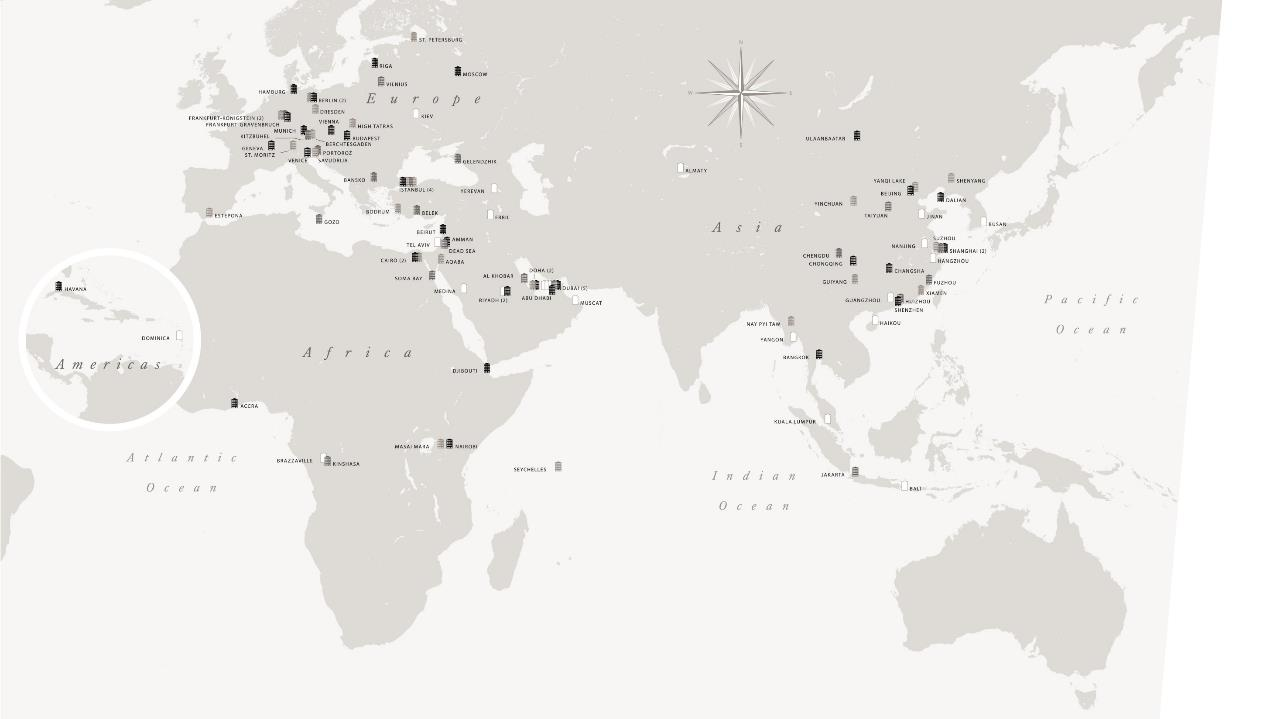 ST. PETERSBURG
N
RIGA
MOSCOW
VILNIUS
HAMBURG
W
E
BERLIN (2)
Europe
DRESDEN
KIEV
FRANKFURT-KÖNIGSTEIN (2)
FRANKFURT-GRAVENBRUCH
VIENNA
HIGH TATRAS
MUNICH
KITZBÜHEL
BUDAPEST
BERCHTESGADEN
ULAANBAATAR
S
GENEVA
ST. MORITZ
PORTOROŽ
VENICE
SAVUDRIJA
GELENDZHIK
ALMATY
BANSKO
YANQI LAKE
SHENYANG
ISTANBUL (4)
YEREVAN
BEIJING
DALIAN
YINCHUAN
ESTEPONA
BODRUM
BELEK
ERBIL
TAIYUAN
JINAN
GOZO
BUSAN
Asia
BEIRUT
AMMAN
SUZHOU
TEL AVIV
NANJING
DEAD SEA
SHANGHAI (2)
CAIRO (2)
AQABA
CHENGDU
HANGZHOU
CHONGQING
DOHA (2)
CHANGSHA
SOMA BAY
AL KHOBAR
GUIYANG
FUZHOU
HAVANA
MEDINA
DUBAI (5)
XIAMEN
RIYADH (2)
ABU DHABI
MUSCAT
GUANGZHOU
HUIZHOU
Pacific
SHENZHEN
NAY PYI TAW
HAIKOU
Ocean
DOMINICA
YANGON
Africa
BANGKOK
Americas
DJIBOUTI
ACCRA
KUALA LUMPUR
MASAI MARA
NAIROBI
Atlantic
BRAZZAVILLE
KINSHASA
SEYCHELLES
JAKARTA
Indian
Ocean
BALI
Ocean